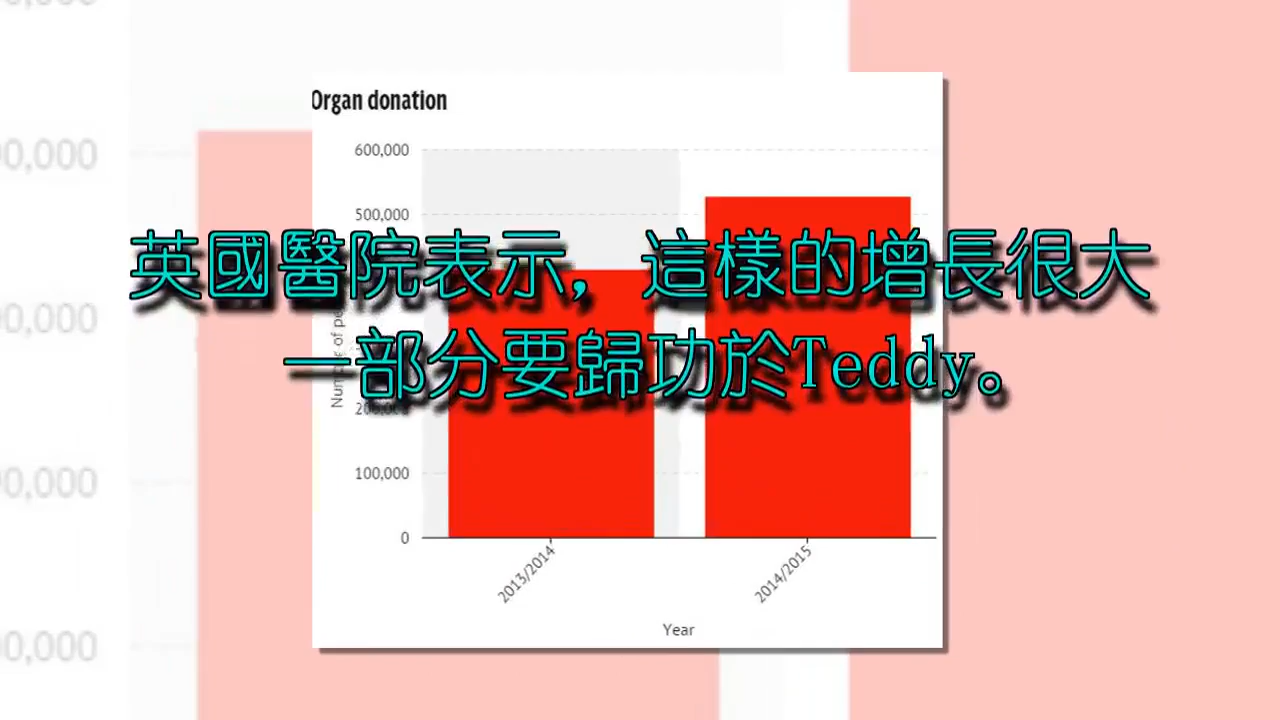 Organ donation
600,000
500,000
英國醫院表示，這樣的增長很大
一部分要歸功於Teddy。
100,000
0
2013/2014
2014/2015
Year